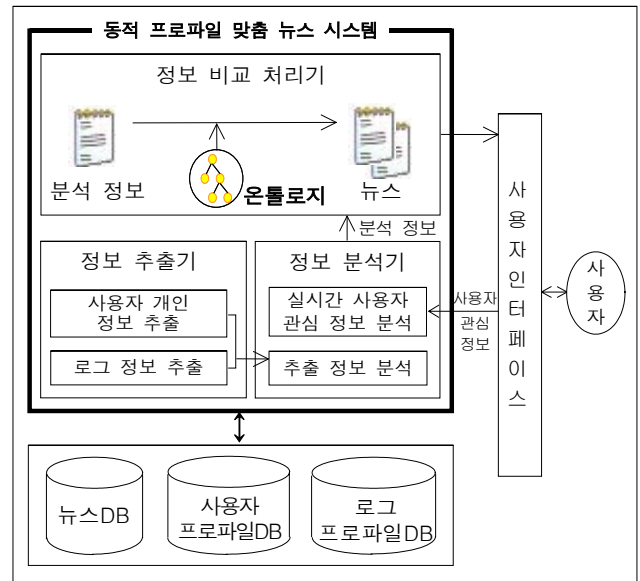 동적 프로파일 맞춤 뉴스 시스템
정보 비교 처리기
분석 정보
온톨로지
뉴스
분석 정보
정보 추출기
사용자 개인
정보 추출
로그 정보 추출
정보 분석기
실시간 사용자
관심 정보 분석
추출 정보 분석
사용자
관심
정보
사
용
자
인
터
페
이
스
사
용
자
뉴스DB
사용자
프로파일DB
로그
프로파일DB